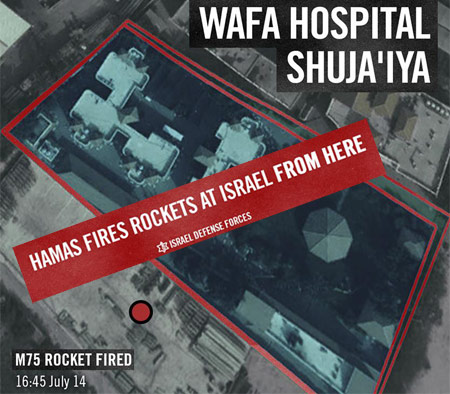 WAFA HOSPITAL
SHUJA'IYA
HAMAS FIRES ROCKETS AT ISRAEL FROM HERE
ISRAEL DEFENSE FORCES
M75 ROCKET FIRED
16:45 July 14